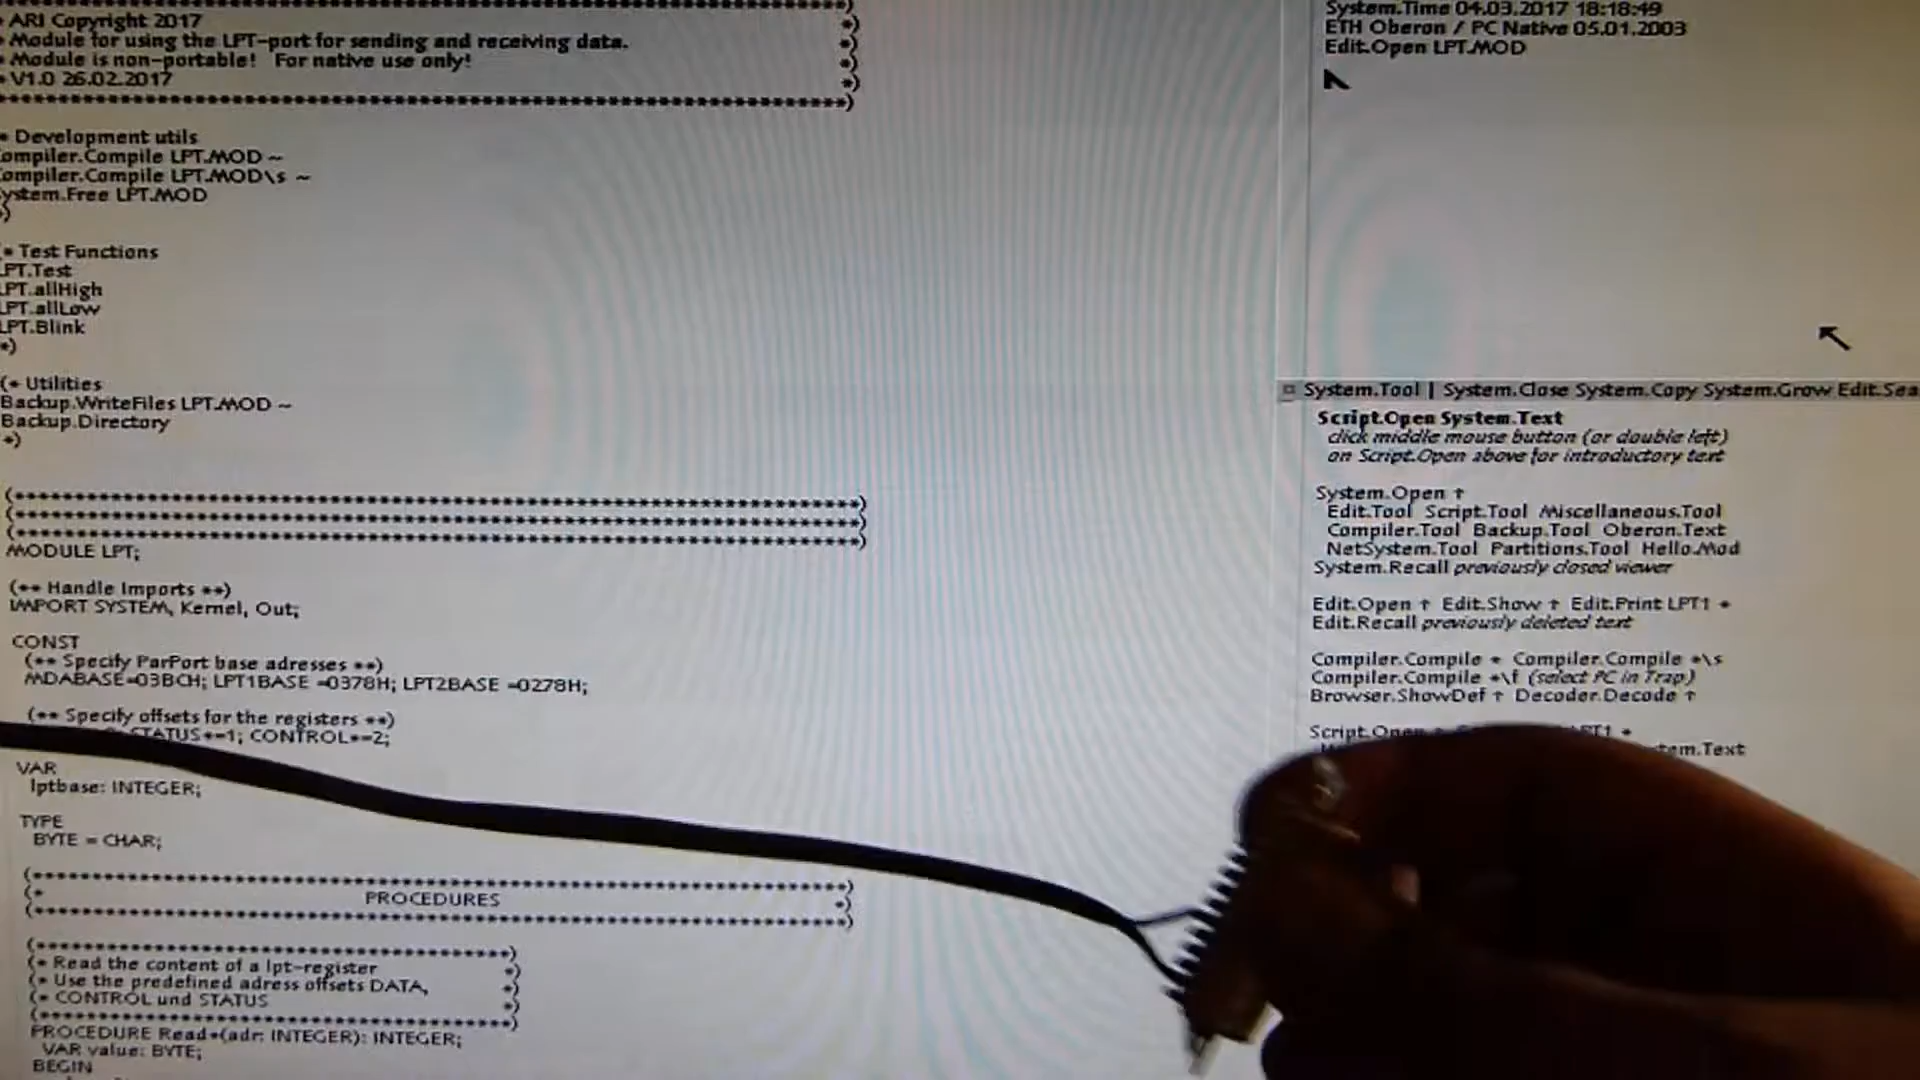 ARI Copyright 2017 *)
* Module for using the LPT-port for sending and receiving data. *)
* Module is non-portable! For native use only! *)
* V1.0 26.02.2017 *)
* Development utils
ompiler.Compile LPT.MOD ~
ompiler.Compile LPT.MOD\s ~
ystem.Free LPT.MOD
*)
(* Test Functions
LPT.Test
LPT.allHigh
LPT.allLow
LPT.Blink
*)
(* Utilities
Backup.WriteFiles LPT.MOD ~
Backup.Directory
*)
MODULE LPT;
(** Handle Imports **)
IMPORT SYSTEM, Kernel, Out;
CONST
(** Specify ParPort base adresses **)
MDABASE=03BCH; LPT1BASE =0378H; LPT2BASE =0278H;
(** Specify offsets for the registers **)
STATUS*=1; CONTROL*=2;
VAR
lptbase: INTEGER;
TYPE
BYTE = CHAR;
PROCEDURES *)
(* Read the content of a lpt-register *)
(* Use the predefined adress offsets DATA, *)
(* CONTROL und STATUS *)
PROCEDURE Read*(adr: INTEGER): INTEGER;
VAR value: BYTE;
BEGIN
System.Time 04.03.2017 18:18:49
ETH Oberon / PC Native 05.01.2003
Edit.Open LPT.MOD
System.Tool | System.Close System.Copy System.Grow Edit.Sea
Script.Open System.Text
click middle mouse button (or double left)
on Script.Open above for introductory text
System.Open ↑
Edit.Tool Script.Tool Miscellaneous.Tool
Compiler.Tool Backup.Tool Oberon.Text
NetSystem.Tool Partitions.Tool Hello.Mod
System.Recall previously closed viewer
Edit.Open ↑ Edit.Show ↑ Edit.Print LPT1 *
Edit.Recall previously deleted text
Compiler.Compile * Compiler.Compile *\s
Compiler.Compile *\f (select PC in Trap)
Browser.ShowDef ↑ Decoder.Decode ↑
Script.Open PT1 *
tem.Text